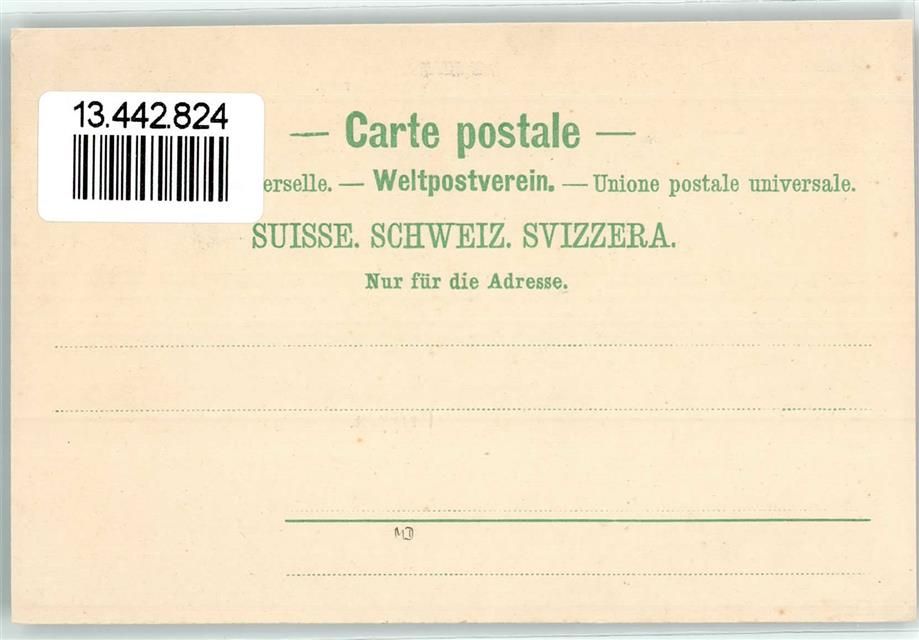 13.442.824
— Carte postale —
erselle. — Weltpostverein. — Unione postale universale.
SUISSE. SCHWEIZ. SVIZZERA.
Nur für die Adresse.